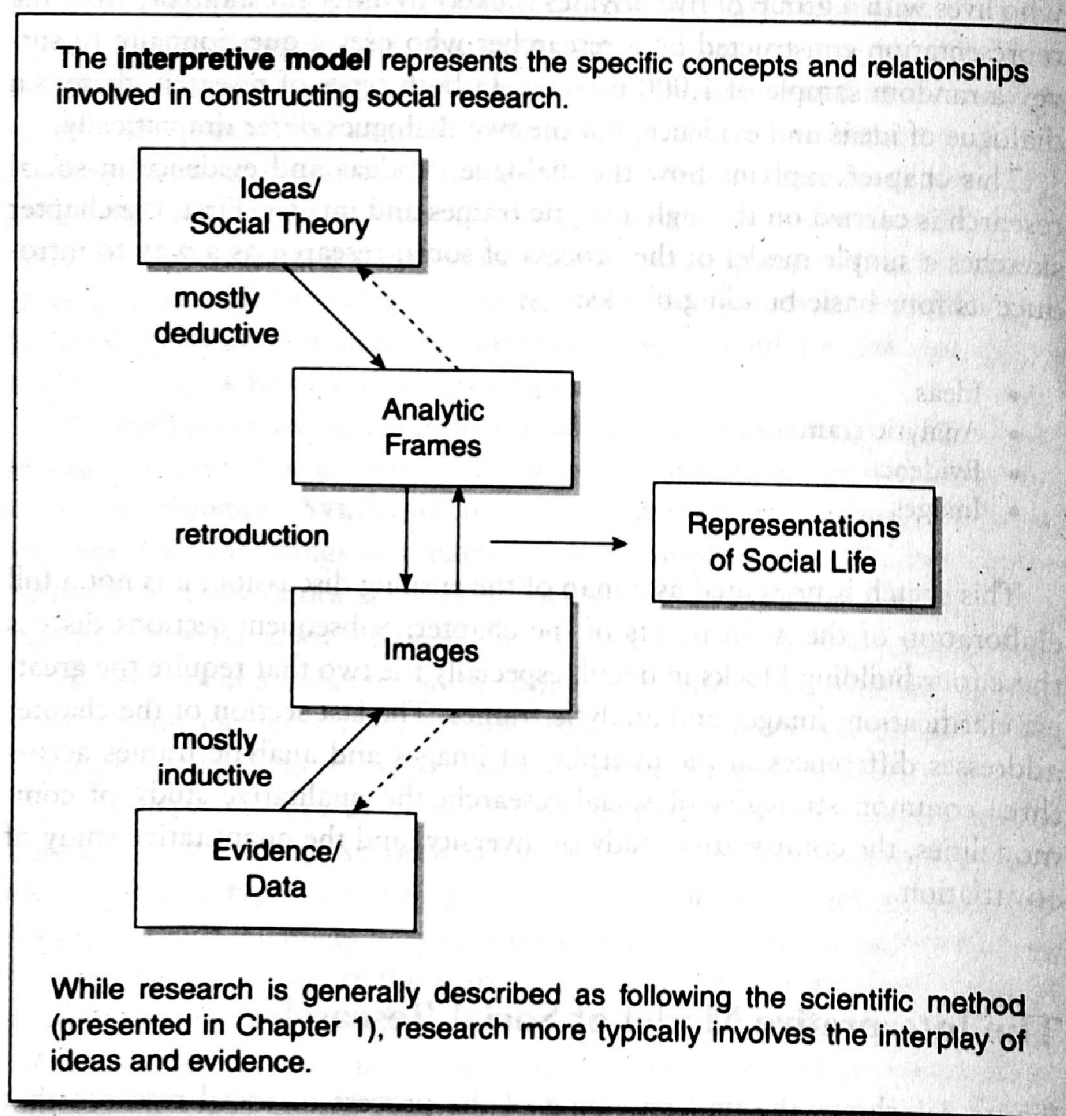 The interpretive model represents the specific concepts and relationships
involved in constructing social research.
Ideas/
Social Theory
mostly
deductive
Analytic
Frames
retroduction
Representations
of Social Life
Images
mostly
inductive
Evidence/
Data
While research is generally described as following the scientific method
(presented in Chapter 1), research more typically involves the interplay of
ideas and evidence.